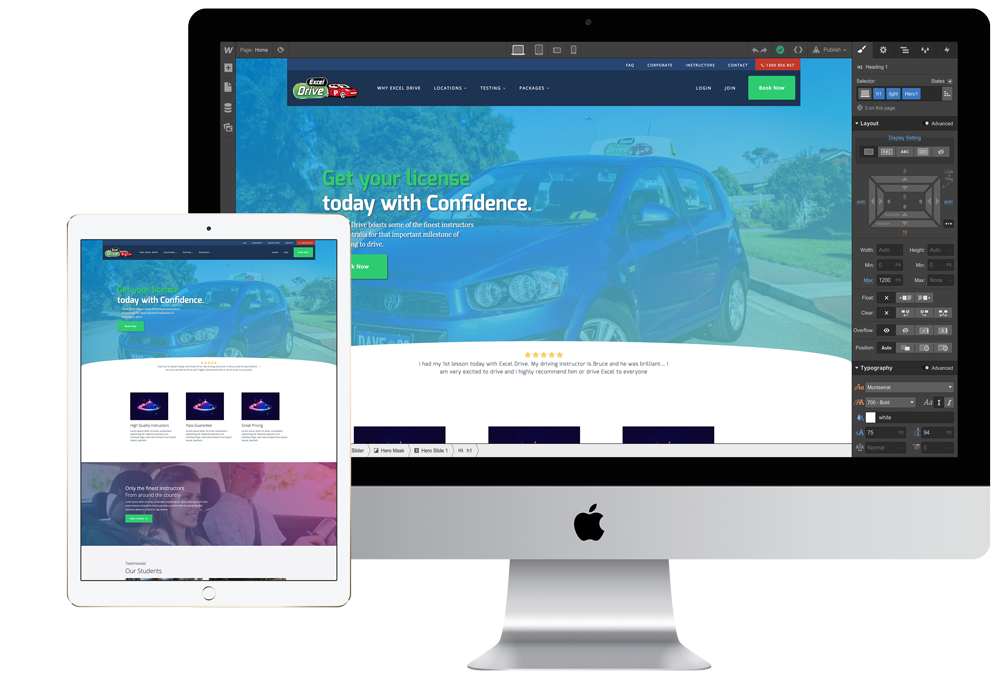 Page: Home
Publish
FAQ
CORPORATE
INSTRUCTORS
CONTACT
1300 856 857
Excel
Drive
WHY EXCEL DRIVE
LOCATIONS
TESTING
PACKAGES
LOGIN
JOIN
Book Now
Get your license
today with Confidence.
Drive boasts some of the finest instructors
ralia for that important milestone of
ng to drive.
k Now
I had my 1st lesson today with Excel Drive. My driving instructor is Bruce and he was brilliant... I
am very excited to drive and i highly recommend him or drive Excel to everyone
Slider
Hero Mask
Hero Slide 1
H1 h1
H1 Heading 1
Selector
States
h1
light
Hero1
3 on this page
Layout
Advanced
Display Setting
ABC
auto
0
0
auto
Width: Auto
Height: Auto
Min: 0 PX
Min: 0 PX
Max: 1200 PX
Max: None
Float:
Clear:
Overflow:
Position: Auto
Typography
Advanced
Montserrat
700 - Bold
white
75 PX
94 PX
Normal
0
Excel
Drive
Get your license
today with Confidence.
Book Now
High Quality Instructors
Pass Guarantee
Great Pricing
Only the finest instructors
From around the country
Testimonials
Our Students